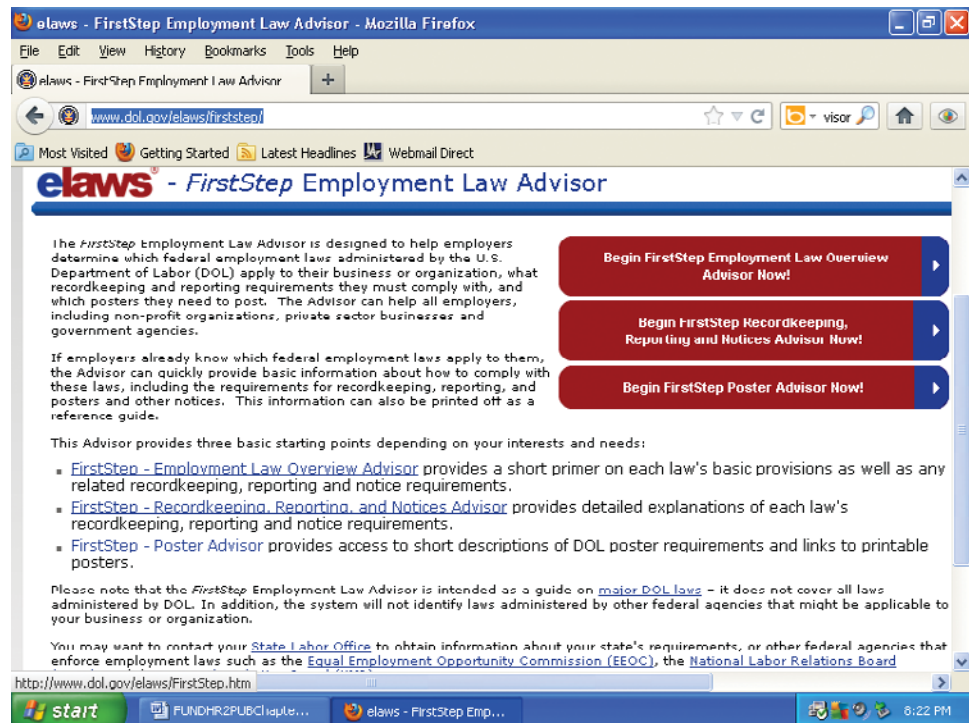 elaws - FirstStep Employment Law Advisor - Mozilla Firefox
File Edit View History Bookmarks Tools Help
elaws - FirstStep Employment Law Advisor +
www.dol.gov/elaws/firststep/ visor
Most Visited Getting Started Latest Headlines Webmail Direct
elaws® - FirstStep Employment Law Advisor
The FirstStep Employment Law Advisor is designed to help employers
determine which federal employment laws administered by the U.S.
Department of Labor (DOL) apply to their business or organization, what
recordkeeping and reporting requirements they must comply with, and
which posters they need to post. The Advisor can help all employers,
including non-profit organizations, private sector businesses and
government agencies.
If employers already know which federal employment laws apply to them,
the Advisor can quickly provide basic information about how to comply with
these laws, including the requirements for recordkeeping, reporting, and
posters and other notices. This information can also be printed off as a
reference guide.
Begin FirstStep Employment Law Overview
Advisor Now!
Begin FirstStep Recordkeeping,
Reporting and Notices Advisor Now!
Begin FirstStep Poster Advisor Now!
This Advisor provides three basic starting points depending on your interests and needs:
FirstStep - Employment Law Overview Advisor provides a short primer on each law's basic provisions as well as any
related recordkeeping, reporting and notice requirements.
FirstStep - Recordkeeping, Reporting, and Notices Advisor provides detailed explanations of each law's
recordkeeping, reporting and notice requirements.
FirstStep - Poster Advisor provides access to short descriptions of DOL poster requirements and links to printable
posters.
Please note that the FirstStep Employment Law Advisor is intended as a guide on major DOL laws – it does not cover all laws
administered by DOL. In addition, the system will not identify laws administered by other federal agencies that might be applicable to
your business or organization.
You may want to contact your State Labor Office to obtain information about your state's requirements, or other federal agencies that
enforce employment laws such as the Equal Employment Opportunity Commission (EEOC), the National Labor Relations Board
http://www.dol.gov/elaws/FirstStep.htm
start FUNDHR2PUBChapte... elaws - FirstStep Emp... 8:22 PM